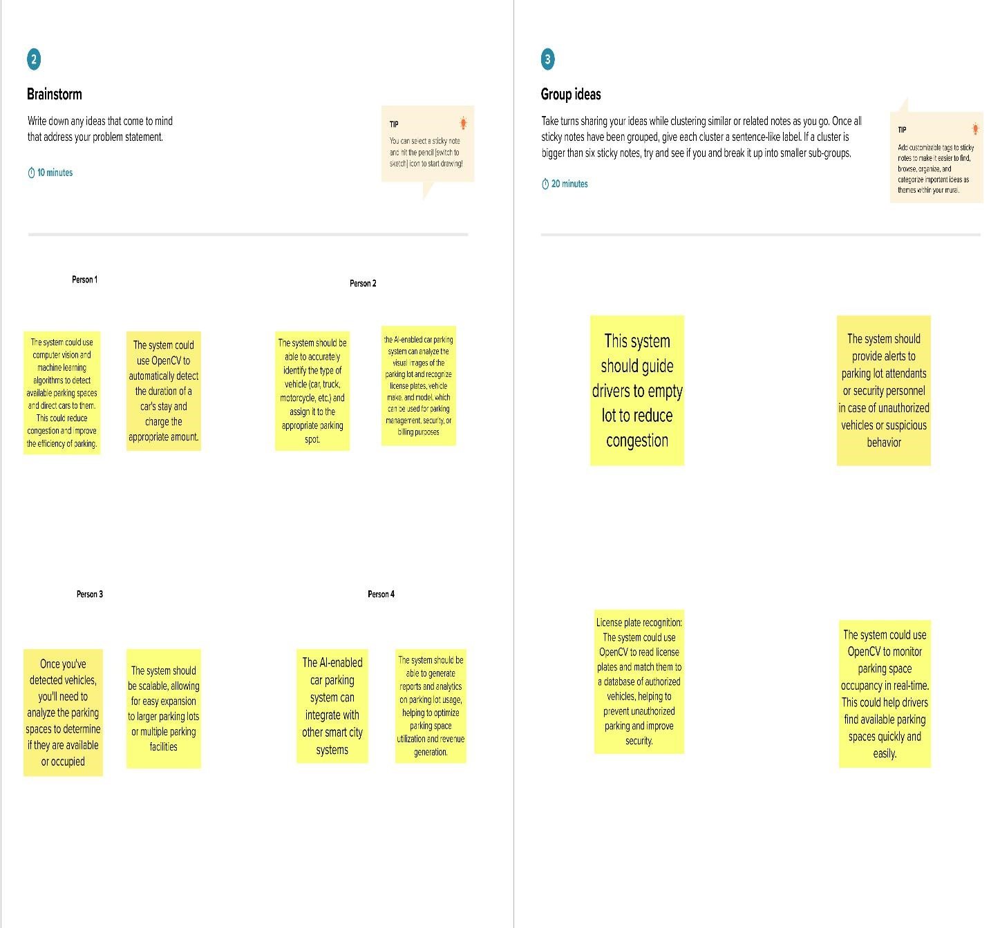 2
Brainstorm
Write down any ideas that come to mind
that address your problem statement.
10 minutes
TIP
You can select a sticky note
and hit the pencil [switch to
sketch] icon to start drawing!
Person 1
The system could use
computer vision and
machine learning
algorithms to detect
available parking spaces
and direct cars to them.
This could reduce
congestion and improve
the efficiency of parking.
The system could
use OpenCV to
automatically detect
the duration of a
car's stay and
charge the
appropriate amount.
Person 2
The system should be
able to accurately
identify the type of
vehicle (car, truck,
motorcycle, etc.) and
assign it to the
appropriate parking
spot.
the AI-enabled car parking
system can analyze the
visual images of the
parking lot and recognize
license plates, vehicle
make, and model, which
can be used for parking
management, security, or
billing purposes
Person 3
Once you've
detected vehicles,
you'll need to
analyze the parking
spaces to determine
if they are available
or occupied
The system should
be scalable, allowing
for easy expansion
to larger parking lots
or multiple parking
facilities
Person 4
The AI-enabled
car parking
system can
integrate with
other smart city
systems
The system should be
able to generate
reports and analytics
on parking lot usage,
helping to optimize
parking space
utilization and revenue
generation.
3
Group ideas
Take turns sharing your ideas while clustering similar or related notes as you go. Once all
sticky notes have been grouped, give each cluster a sentence-like label. If a cluster is
bigger than six sticky notes, try and see if you and break it up into smaller sub-groups.
20 minutes
TIP
Add customizable tags to sticky
notes to make it easier to find,
browse, organize, and
categorize important ideas as
themes within your mural.
This system
should guide
drivers to empty
lot to reduce
congestion
The system should
provide alerts to
parking lot attendants
or security personnel
in case of unauthorized
vehicles or suspicious
behavior
License plate recognition:
The system could use
OpenCV to read license
plates and match them to
a database of authorized
vehicles, helping to
prevent unauthorized
parking and improve
security.
The system could use
OpenCV to monitor
parking space
occupancy in real-time.
This could help drivers
find available parking
spaces quickly and
easily.